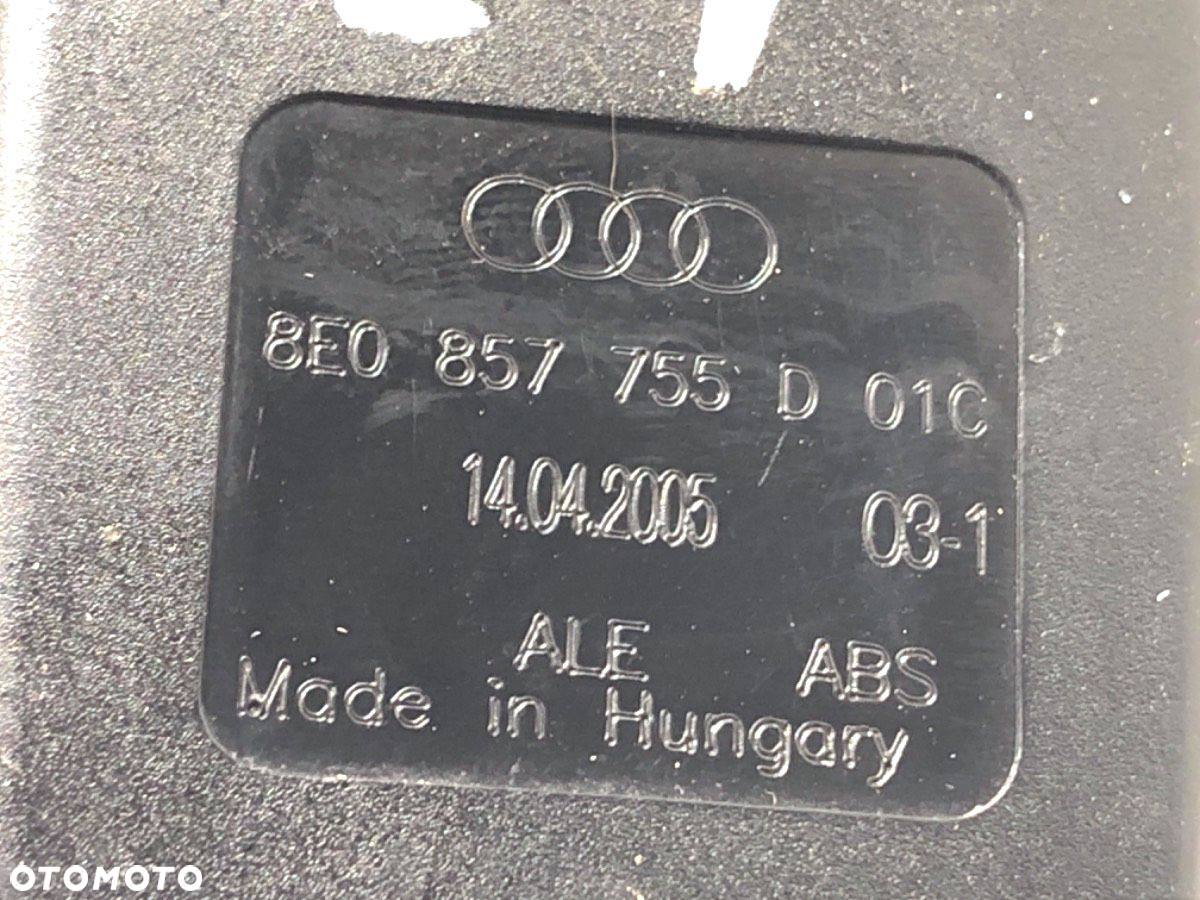 8E0 857 755 D 01C
14.04.2005 03-1
ALE ABS
Made in Hungary
OTOMOTO